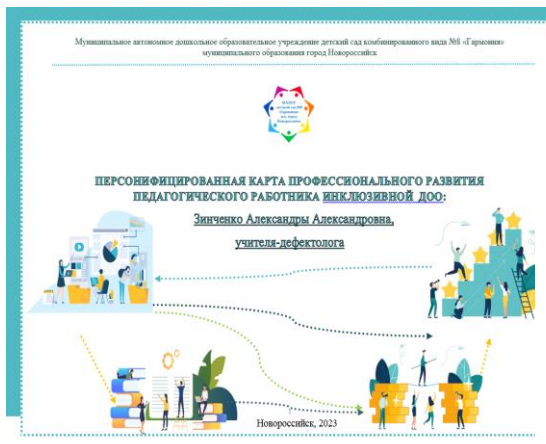 Муниципальное автономное дошкольное образовательное учреждение детский сад комбинированного вида №8 «Гармония»
муниципального образования город Новороссийск
ПЕРСОНИФИЦИРОВАННАЯ КАРТА ПРОФЕССИОНАЛЬНОГО РАЗВИТИЯ
ПЕДАГОГИЧЕСКОГО РАБОТНИКА ИНКЛЮЗИВНОЙ ДОО:
Зинченко Александры Александровна,
учителя-дефектолога
Новороссийск, 2023